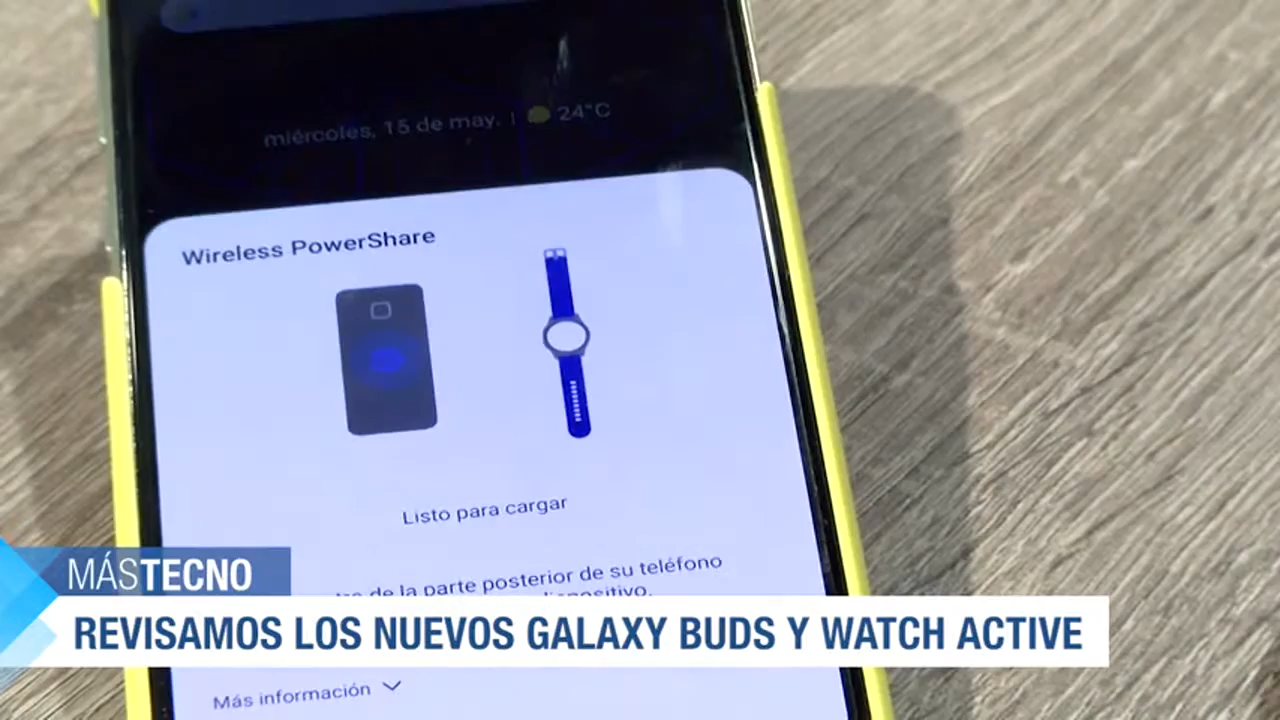 miércoles, 15 de may. | 24°C
Wireless PowerShare
Listo para cargar
de la parte posterior de su teléfono
dispositivo.
MÁSTECNO
REVISAMOS LOS NUEVOS GALAXY BUDS Y WATCH ACTIVE
Más información